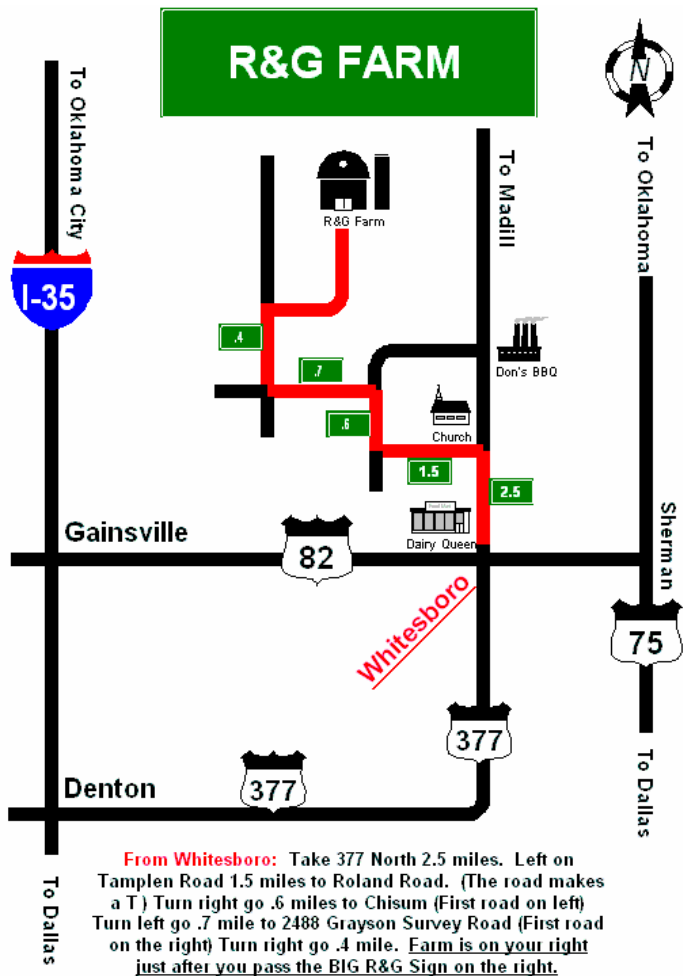 R&G FARM
N
To Oklahoma City
To Madill
To Oklahoma
R&G Farm
I-35
.4
.7
Don's BBQ
.6
Church
1.5
2.5
Food Mart
Dairy Queen
Gainsville
82
Sherman
Whitesboro
75
377
Denton
377
To Dallas
To Dallas
From Whitesboro: Take 377 North 2.5 miles. Left on
Tamplen Road 1.5 miles to Roland Road. (The road makes
a T ) Turn right go .6 miles to Chisum (First road on left)
Turn left go .7 mile to 2488 Grayson Survey Road (First road
on the right) Turn right go .4 mile. Farm is on your right
just after you pass the BIG R&G Sign on the right.